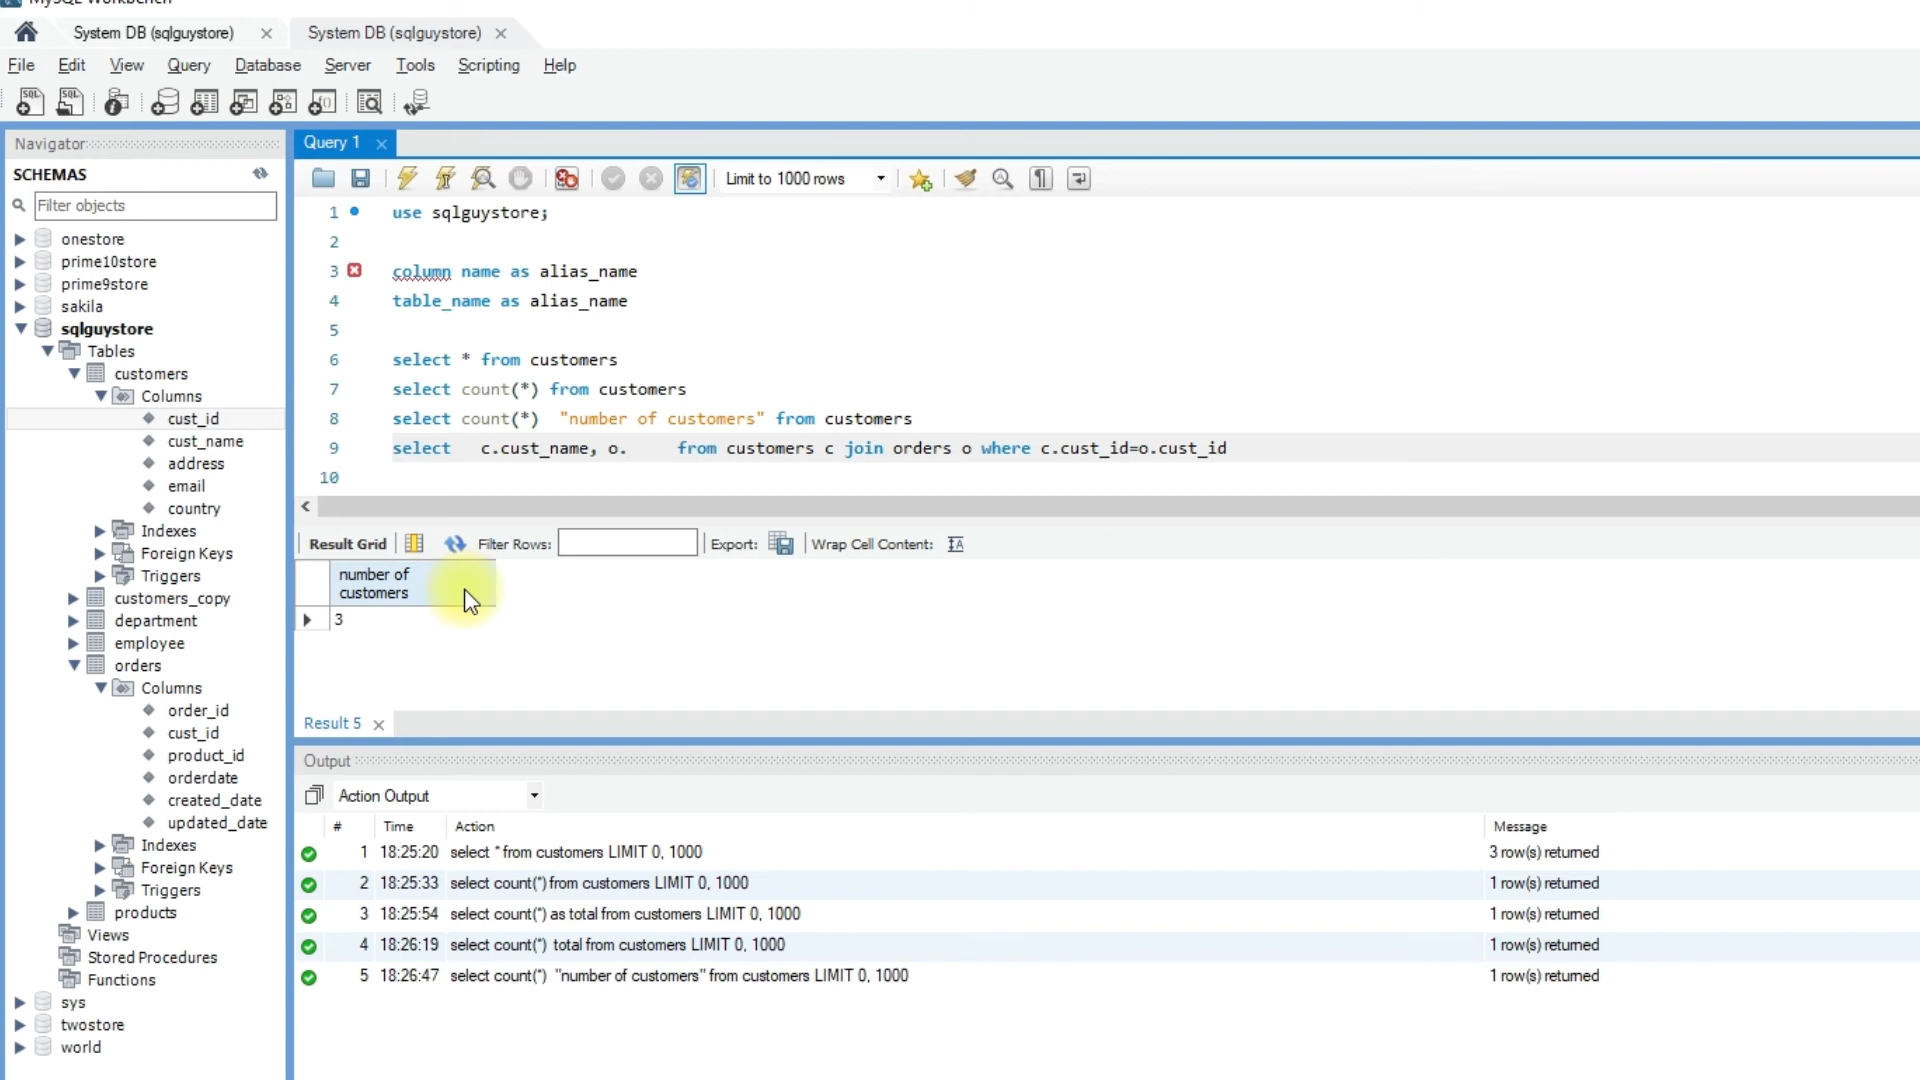 MySQL Workbench
System DB (sqlguystore)
System DB (sqlguystore)
File Edit View Query Database Server Tools Scripting Help
Navigator
SCHEMAS
Filter objects
onestore
prime10store
prime9store
sakila
sqlguystore
Tables
customers
Columns
cust_id
cust_name
address
email
country
Indexes
Foreign Keys
Triggers
customers_copy
department
employee
orders
Columns
order_id
cust_id
product_id
orderdate
created_date
updated_date
Indexes
Foreign Keys
Triggers
products
Views
Stored Procedures
Functions
sys
twostore
world
Query 1
Limit to 1000 rows
1 use sqlguystore;
2
3 column name as alias_name
4 table_name as alias_name
5
6 select * from customers
7 select count(*) from customers
8 select count(*)  "number of customers" from customers
9 select   c.cust_name, o.     from customers c join orders o where c.cust_id=o.cust_id
10
Result Grid Filter Rows: Export: Wrap Cell Content:
number of
customers
3
Result 5
Output
Action Output
# Time Action Message
1 18:25:20 select * from customers LIMIT 0, 1000 3 row(s) returned
2 18:25:33 select count(*) from customers LIMIT 0, 1000 1 row(s) returned
3 18:25:54 select count(*) as total from customers LIMIT 0, 1000 1 row(s) returned
4 18:26:19 select count(*)  total from customers LIMIT 0, 1000 1 row(s) returned
5 18:26:47 select count(*)  "number of customers" from customers LIMIT 0, 1000 1 row(s) returned